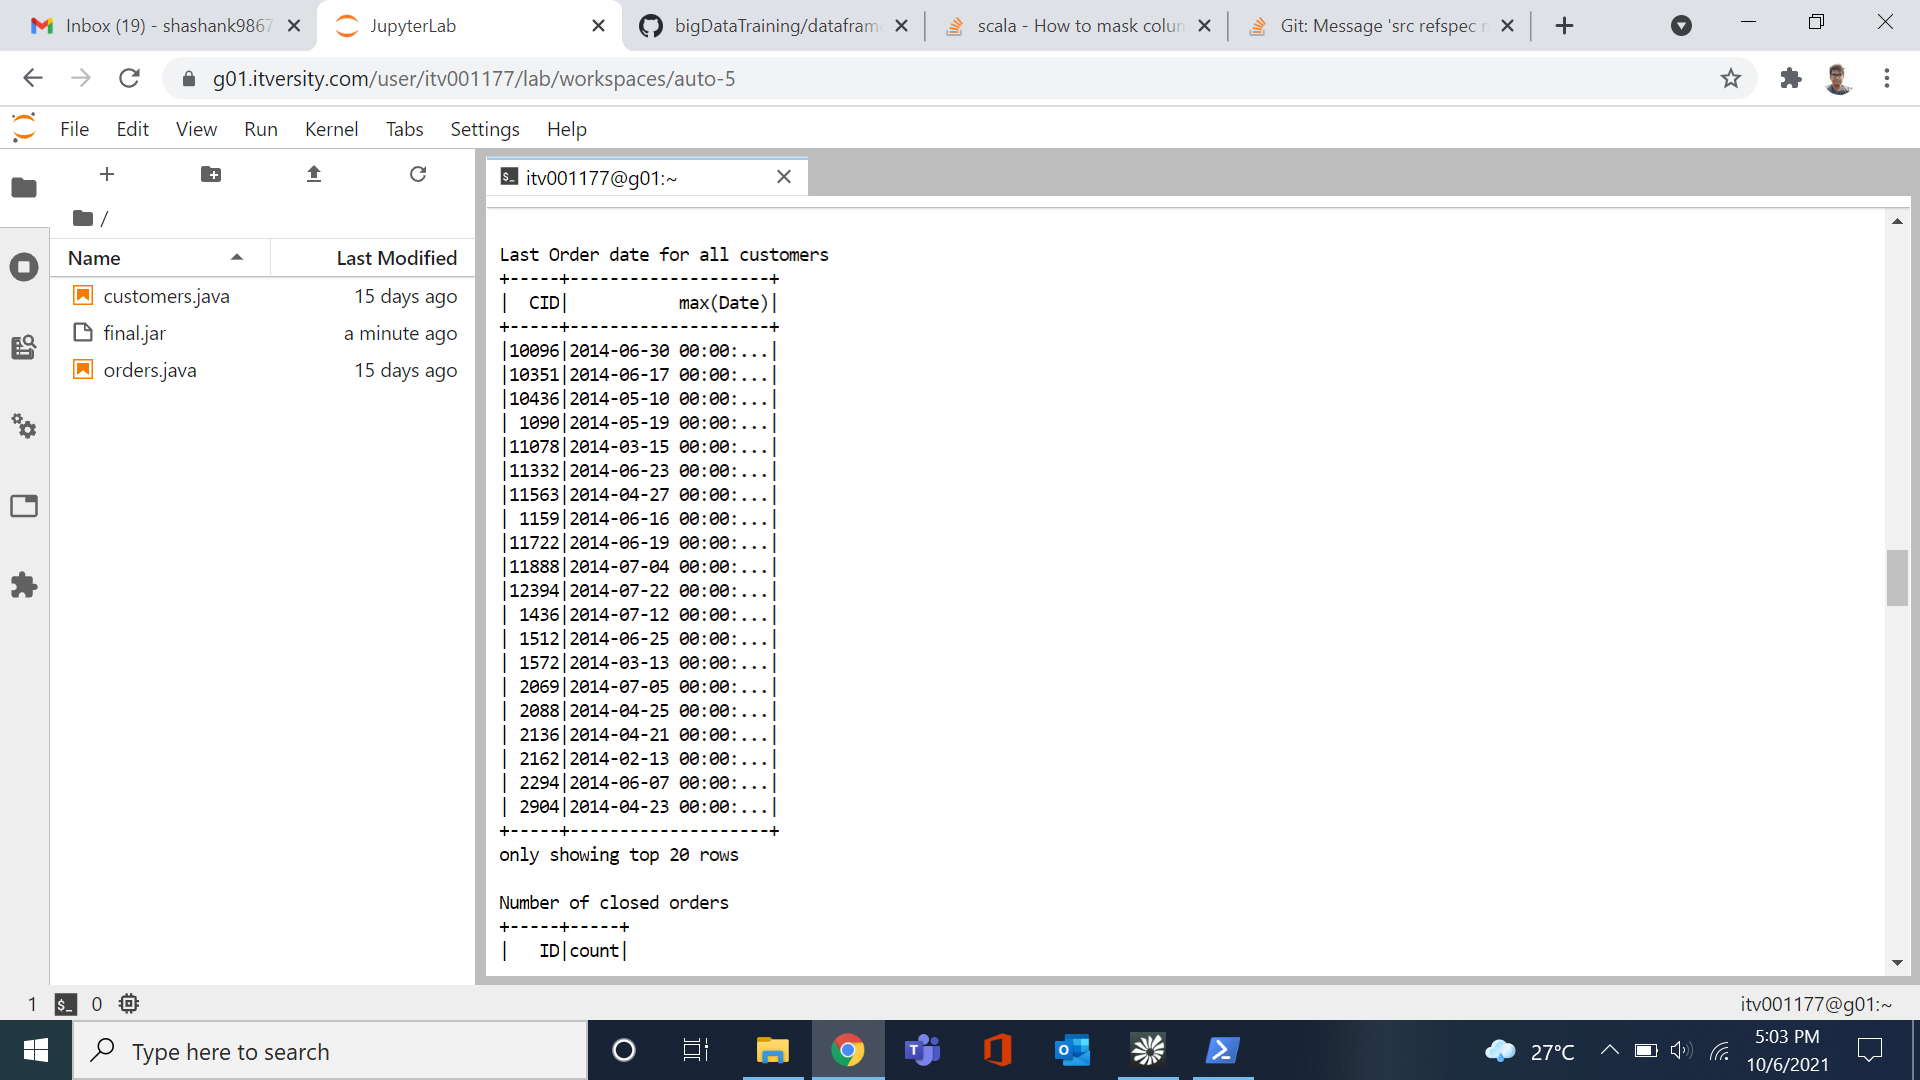 Inbox (19) - shashank9867
JupyterLab
bigDataTraining/dataframe
scala - How to mask colum
Git: Message 'src refspec
g01.itversity.com/user/itv001177/lab/workspaces/auto-5
File Edit View Run Kernel Tabs Settings Help
itv001177@g01:~
/
Name Last Modified
customers.java 15 days ago
final.jar a minute ago
orders.java 15 days ago
Last Order date for all customers
+-----+--------------------+
|  CID|           max(Date)|
+-----+--------------------+
|10096|2014-06-30 00:00:...|
|10351|2014-06-17 00:00:...|
|10436|2014-05-10 00:00:...|
| 1090|2014-05-19 00:00:...|
|11078|2014-03-15 00:00:...|
|11332|2014-06-23 00:00:...|
|11563|2014-04-27 00:00:...|
| 1159|2014-06-16 00:00:...|
|11722|2014-06-19 00:00:...|
|11888|2014-07-04 00:00:...|
|12394|2014-07-22 00:00:...|
| 1436|2014-07-12 00:00:...|
| 1512|2014-06-25 00:00:...|
| 1572|2014-03-13 00:00:...|
| 2069|2014-07-05 00:00:...|
| 2088|2014-04-25 00:00:...|
| 2136|2014-04-21 00:00:...|
| 2162|2014-02-13 00:00:...|
| 2294|2014-06-07 00:00:...|
| 2904|2014-04-23 00:00:...|
+-----+--------------------+
only showing top 20 rows
Number of closed orders
+-----+-----+
|   ID|count|
1 $_ 0
itv001177@g01:~
Type here to search
27°C
5:03 PM
10/6/2021